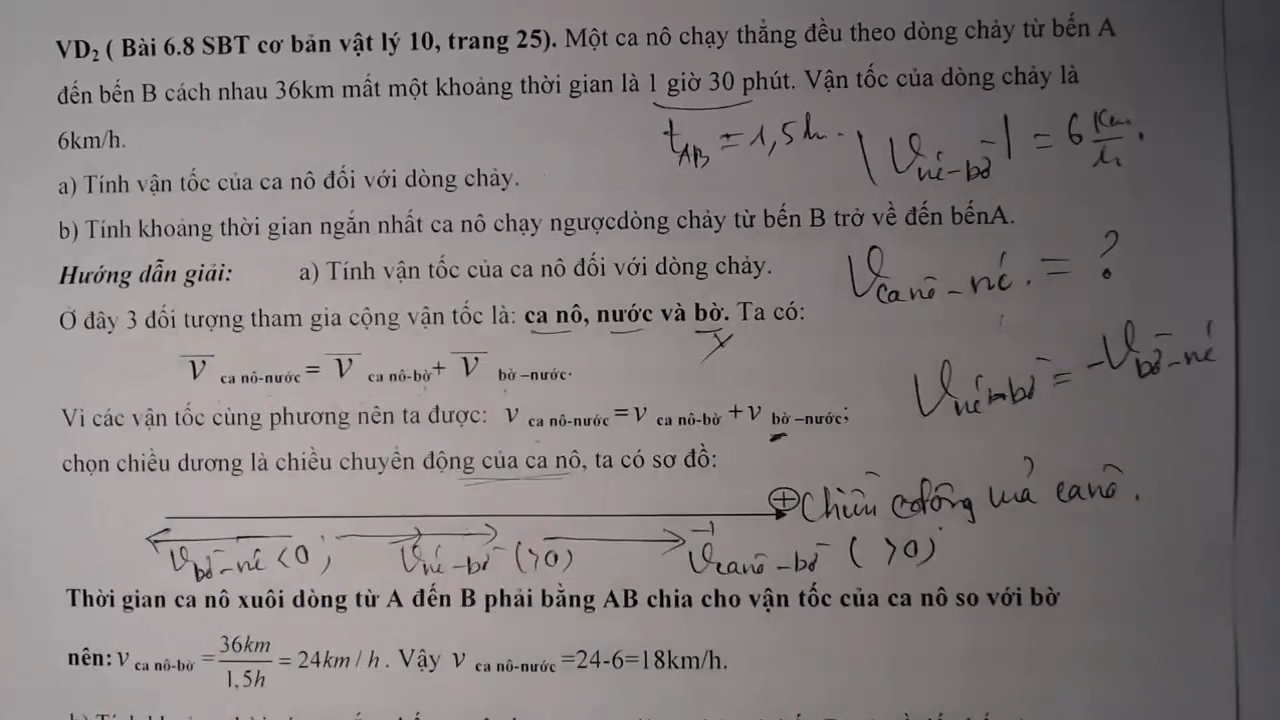 VD₂ ( Bài 6.8 SBT cơ bản vật lý 10, trang 25). Một ca nô chạy thẳng đều theo dòng chảy từ bến A
đến bến B cách nhau 36km mất một khoảng thời gian là 1 giờ 30 phút. Vận tốc của dòng chảy là
6km/h.
t_AB = 1,5h. |V_nc-bờ| = 6 Km/h.
a) Tính vận tốc của ca nô đối với dòng chảy.
b) Tính khoảng thời gian ngắn nhất ca nô chạy ngượcdòng chảy từ bến B trở về đến bếnA.
Hướng dẫn giải: a) Tính vận tốc của ca nô đối với dòng chảy.
V_canô-nc. = ?
Ở đây 3 đối tượng tham gia cộng vận tốc là: ca nô, nước và bờ. Ta có:
V ca nô-nước = V ca nô-bờ + V bờ –nước.
V_nc-bờ = -V_bờ-nc
Vì các vận tốc cùng phương nên ta được: v ca nô-nước = v ca nô-bờ + v bờ –nước;
chọn chiều dương là chiều chuyển động của ca nô, ta có sơ đồ:
⊕ Chiều cđộng của canô.
V_bờ-nc < 0; V_nc-bờ (>0) V_canô-bờ (>0)
Thời gian ca nô xuôi dòng từ A đến B phải bằng AB chia cho vận tốc của ca nô so với bờ
nên: v ca nô-bờ = 36km / 1,5h = 24km / h . Vậy v ca nô-nước =24-6=18km/h.